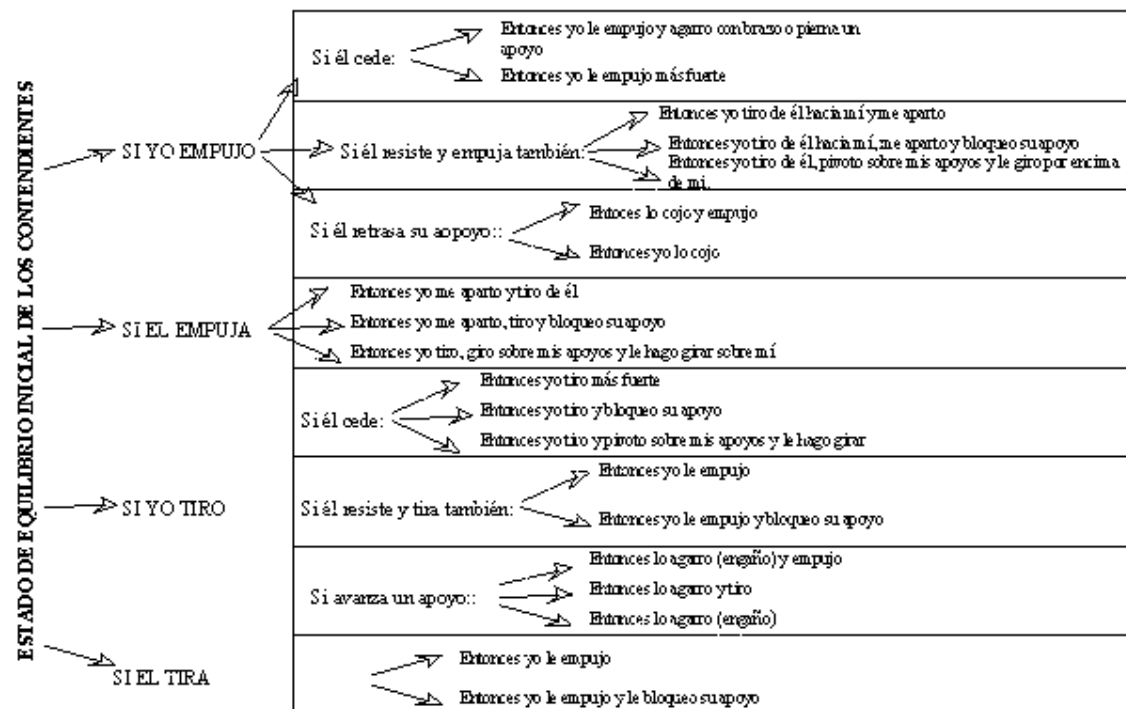 ESTADO DE EQUILIBRIO INICIAL DE LOS CONTENDIENTES
SI YO EMPUJO
Si él cede:
Entonces yo le empujo y agarro con brazo o pierna un
apoyo
Entonces yo le empujo más fuerte
Si él resiste y empuja también:
Entonces yo tiro de él hacia mí y me aparto
Entonces yo tiro de él hacia mí, me aparto y bloqueo su apoyo
Entonces yo tiro de él, pivoto sobre mis apoyos y le giro por encima
de mi.
Si él retrasa su aopoyo::
Entoces lo cojo y empujo
Entonces yo lo cojo
SI EL EMPUJA
Entonces yo me aparto y tiro de él
Entonces yo me aparto, tiro y bloqueo su apoyo
Entonces yo tiro, giro sobre mis apoyos y le hago girar sobre mí
SI YO TIRO
Si él cede:
Entonces yo tiro más fuerte
Entonces yo tiro y bloqueo su apoyo
Entonces yo tiro y pivoto sobre mis apoyos y le hago girar
Si él resiste y tira también:
Entonces yo le empujo
Entonces yo le empujo y bloqueo su apoyo
Si avanza un apoyo::
Entonces lo agarro (engaño) y empujo
Entonces lo agarro y tiro
Entonces lo agarro (engaño)
SI EL TIRA
Entonces yo le empujo
Entonces yo le empujo y le bloqueo su apoyo